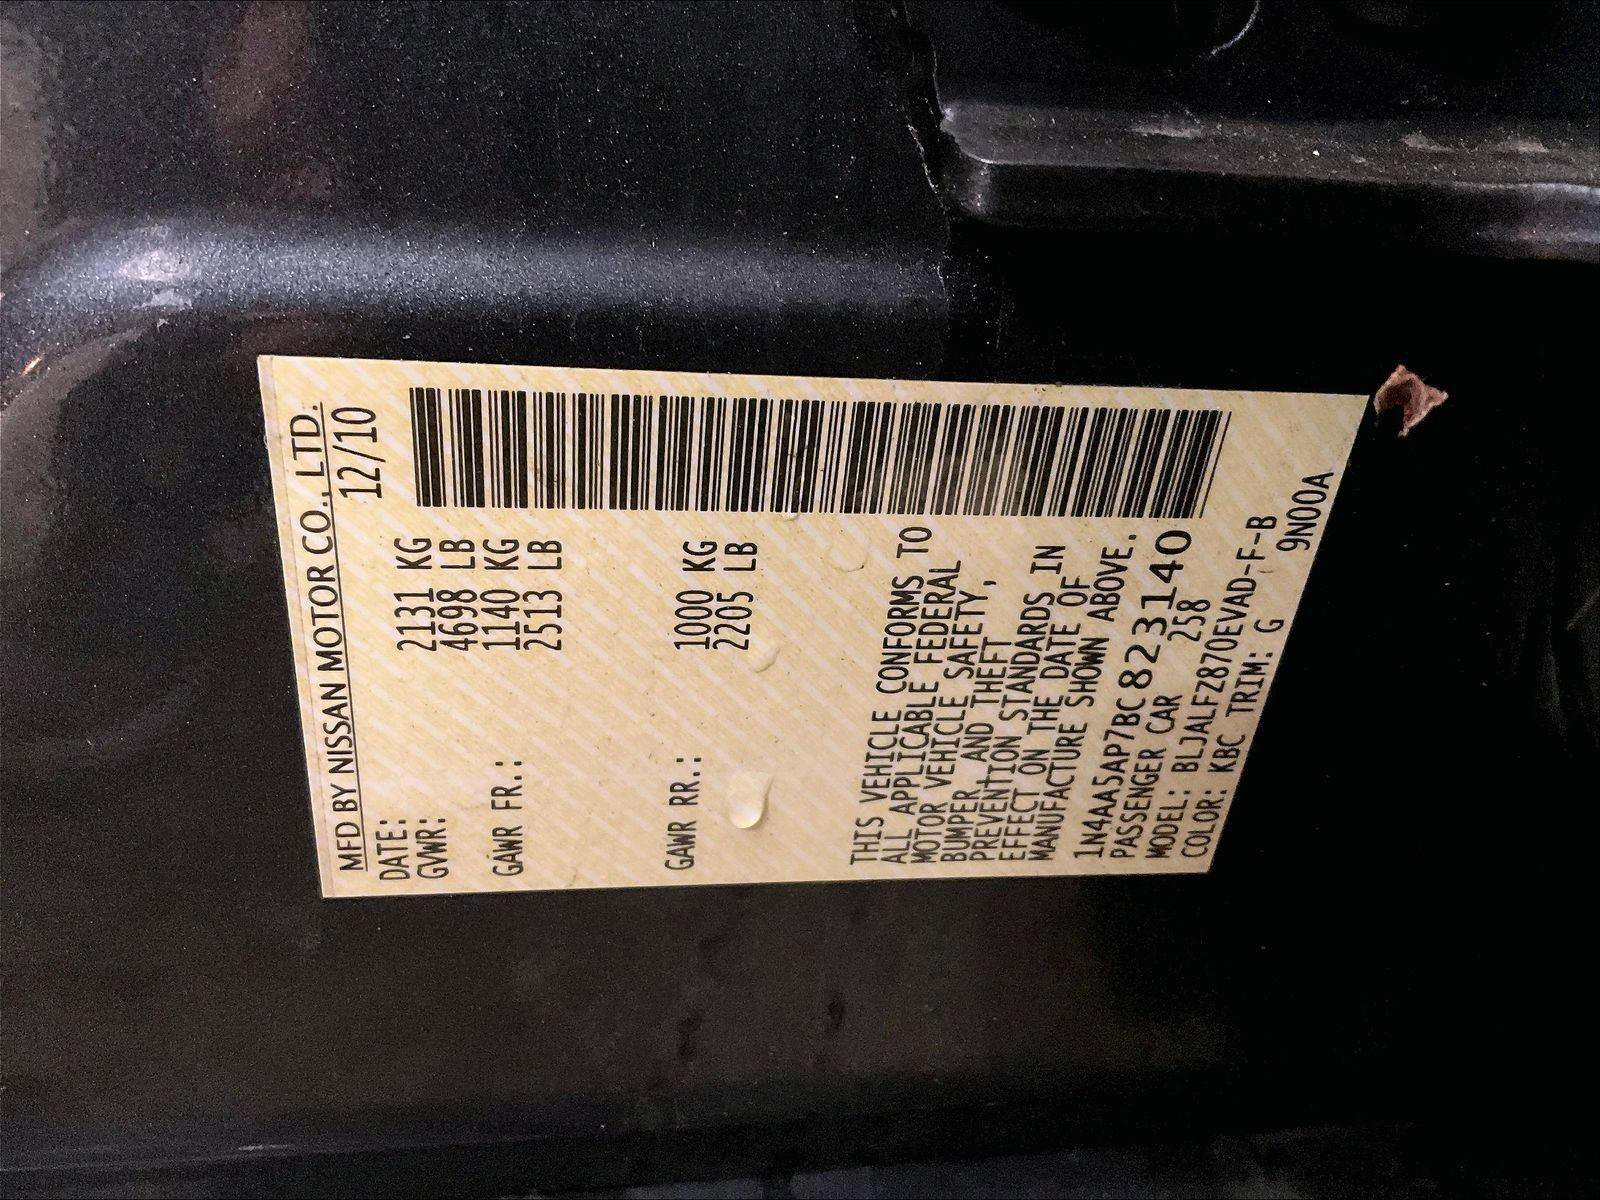 MFD BY NISSAN MOTOR CO., LTD.
DATE: 12/10
GVWR: 2131 KG
4698 LB
GAWR FR.: 1140 KG
2513 LB
GAWR RR.: 1000 KG
2205 LB
THIS VEHICLE CONFORMS TO
ALL APPLICABLE FEDERAL
MOTOR VEHICLE SAFETY,
BUMPER AND THEFT
PREVENTION STANDARDS IN
EFFECT ON THE DATE OF
MANUFACTURE SHOWN ABOVE.
1N4AA5AP7BC823140
PASSENGER CAR 258
MODEL: BLJALFZ870EVAD-F-B
COLOR: KBC TRIM: G 9N00A